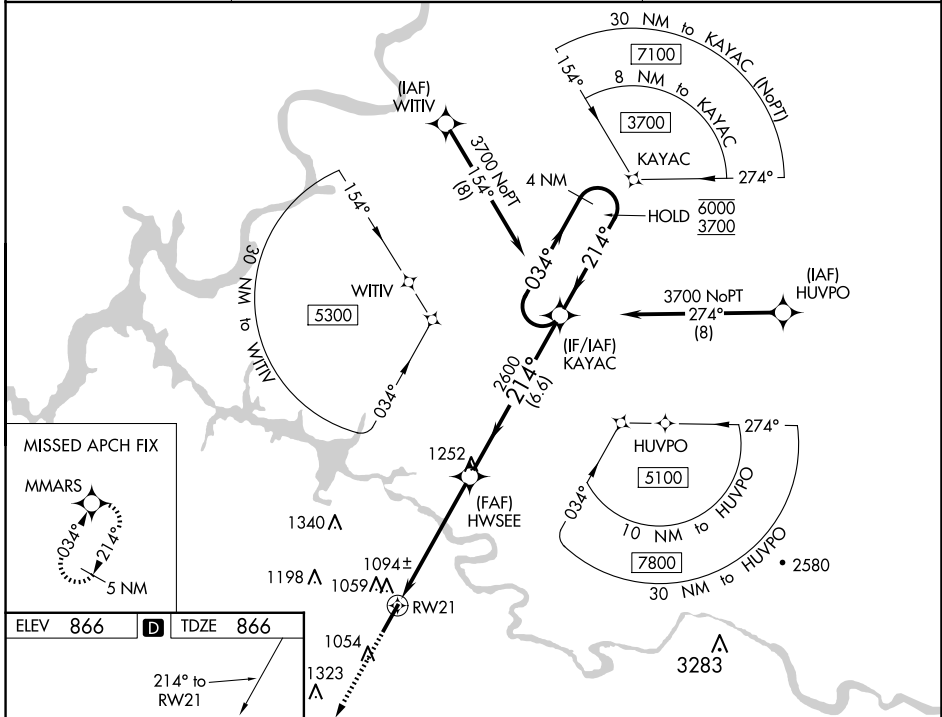 30 NM to KAYAC (NoPT)
7100
154°
8 NM to KAYAC
3700
KAYAC
274°
(IAF)
WITIV
3700 NoPT
154°
(8)
4 NM
HOLD 6000
3700
034°
214°
154°
30 NM to WITIV
WITIV
5300
034°
(IAF)
HUVPO
3700 NoPT
274°
(8)
(IF/IAF)
KAYAC
2600
214°
(6.6)
274°
HUVPO
5100
034°
10 NM to HUVPO
7800
30 NM to HUVPO
2580
1252
(FAF)
HWSEE
MISSED APCH FIX
MMARS
034°
214°
5 NM
1340
1198
1094±
1059
RW21
1054
1323
3283
ELEV 866 D TDZE 866
214° to
RW21